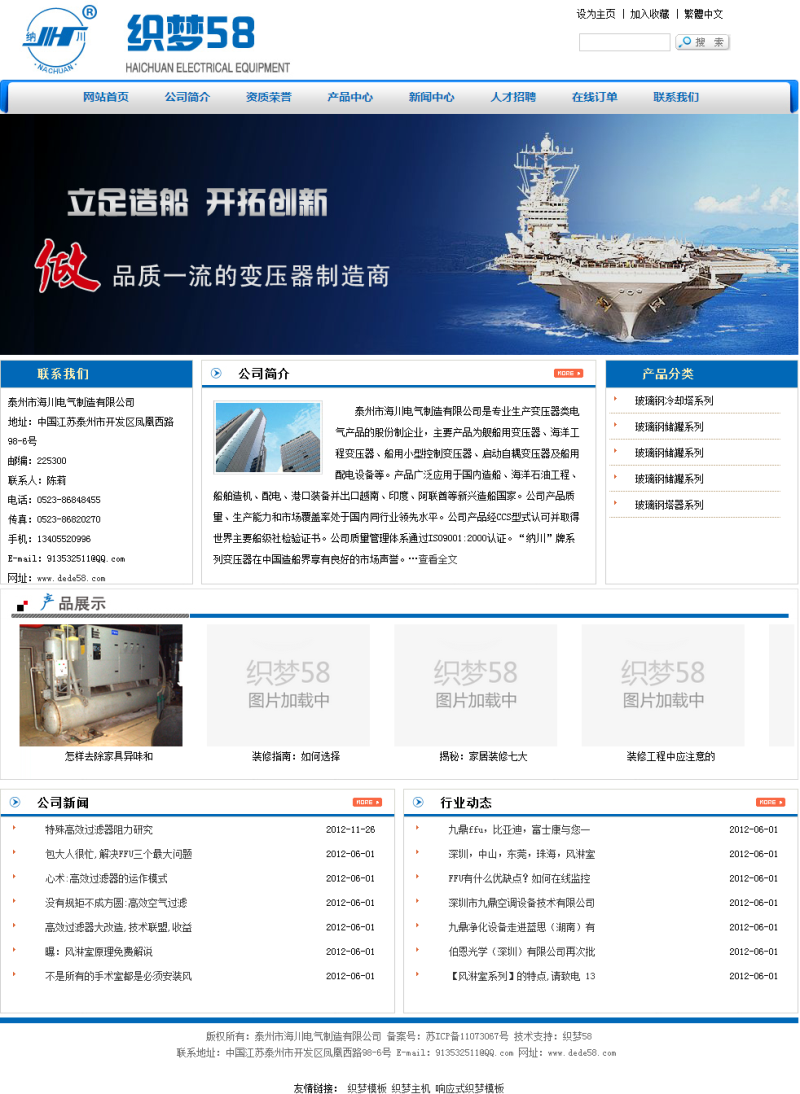 设为主页 | 加入收藏 | 繁體中文
纳 JHT 川 ®
NACHUAN
织梦58
HAICHUAN ELECTRICAL EQUIPMENT
搜 索
网站首页 公司简介 资质荣誉 产品中心 新闻中心 人才招聘 在线订单 联系我们
立足造船 开拓创新
做 品质一流的变压器制造商
联系我们
泰州市海川电气制造有限公司
地址：中国江苏泰州市开发区凤凰西路
98-6号
邮编：225300
联系人：陈莉
电话：0523-86848455
传真：0523-86820270
手机：13405520996
E-mail：913532511@QQ.com
网址：www.dede58.com
公司简介 MORE
泰州市海川电气制造有限公司是专业生产变压器类电
气产品的股份制企业，主要产品为舰船用变压器、海洋工
程变压器、船用小型控制变压器、启动自耦变压器及船用
配电设备等。产品广泛应用于国内造船、海洋石油工程、
船舶造机、配电、港口装备并出口越南、印度、阿联酋等新兴造船国家。公司产品质
量、生产能力和市场覆盖率处于国内同行业领先水平。公司产品经CCS型式认可并取得
世界主要船级社检验证书。公司质量管理体系通过ISO9001:2000认证。“纳川”牌系
列变压器在中国造船界享有良好的市场声誉。…查看全文
产品分类
玻璃钢冷却塔系列
玻璃钢储罐系列
玻璃钢储罐系列
玻璃钢储罐系列
玻璃钢塔器系列
产品展示
织梦58
图片加载中
织梦58
图片加载中
织梦58
图片加载中
怎样去除家具异味和 装修指南：如何选择 揭秘：家居装修七大 装修工程中应注意的
公司新闻 MORE
特殊高效过滤器阻力研究 2012-11-26
包大人很忙,解决FFU三个最大问题 2012-06-01
心术:高效过滤器的运作模式 2012-06-01
没有规矩不成方圆:高效空气过滤 2012-06-01
高效过滤器大改造,技术联盟,收益 2012-06-01
曝：风淋室原理免费解说 2012-06-01
不是所有的手术室都是必须安装风 2012-06-01
行业动态 MORE
九鼎ffu，比亚迪，富士康与您一 2012-06-01
深圳，中山，东莞，珠海，风淋室 2012-06-01
FFU有什么优缺点？如何在线监控 2012-06-01
深圳市九鼎空调设备技术有限公司 2012-06-01
九鼎净化设备走进蓝思（湖南）有 2012-06-01
伯恩光学（深圳）有限公司再次批 2012-06-01
【风淋室系列】的特点,请致电 13 2012-06-01
版权所有：泰州市海川电气制造有限公司 备案号：苏ICP备11073067号 技术支持：织梦58
联系地址：中国江苏泰州市开发区凤凰西路98-6号 E-mail：913532511@QQ.com 网址：www.dede58.com
友情链接： 织梦模板 织梦主机 响应式织梦模板